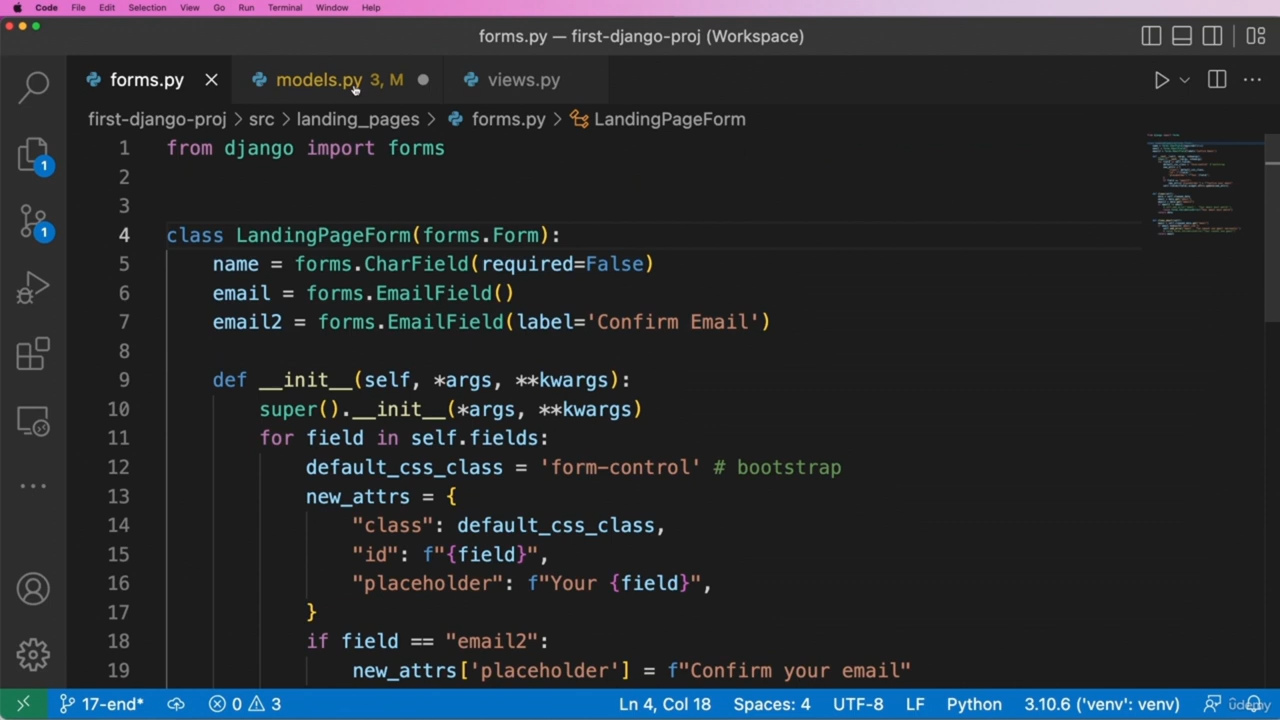 Code File Edit Selection View Go Run Terminal Window Help
forms.py — first-django-proj (Workspace)
forms.py models.py 3, M views.py
first-django-proj > src > landing_pages > forms.py > LandingPageForm
1 from django import forms
2
3
4 class LandingPageForm(forms.Form):
5 name = forms.CharField(required=False)
6 email = forms.EmailField()
7 email2 = forms.EmailField(label='Confirm Email')
8
9 def __init__(self, *args, **kwargs):
10 super().__init__(*args, **kwargs)
11 for field in self.fields:
12 default_css_class = 'form-control' # bootstrap
13 new_attrs = {
14 "class": default_css_class,
15 "id": f"{field}",
16 "placeholder": f"Your {field}",
17 }
18 if field == "email2":
19 new_attrs['placeholder'] = f"Confirm your email"
1
1
17-end* 0 3 Ln 4, Col 18 Spaces: 4 UTF-8 LF Python 3.10.6 ('venv': venv)
udemy